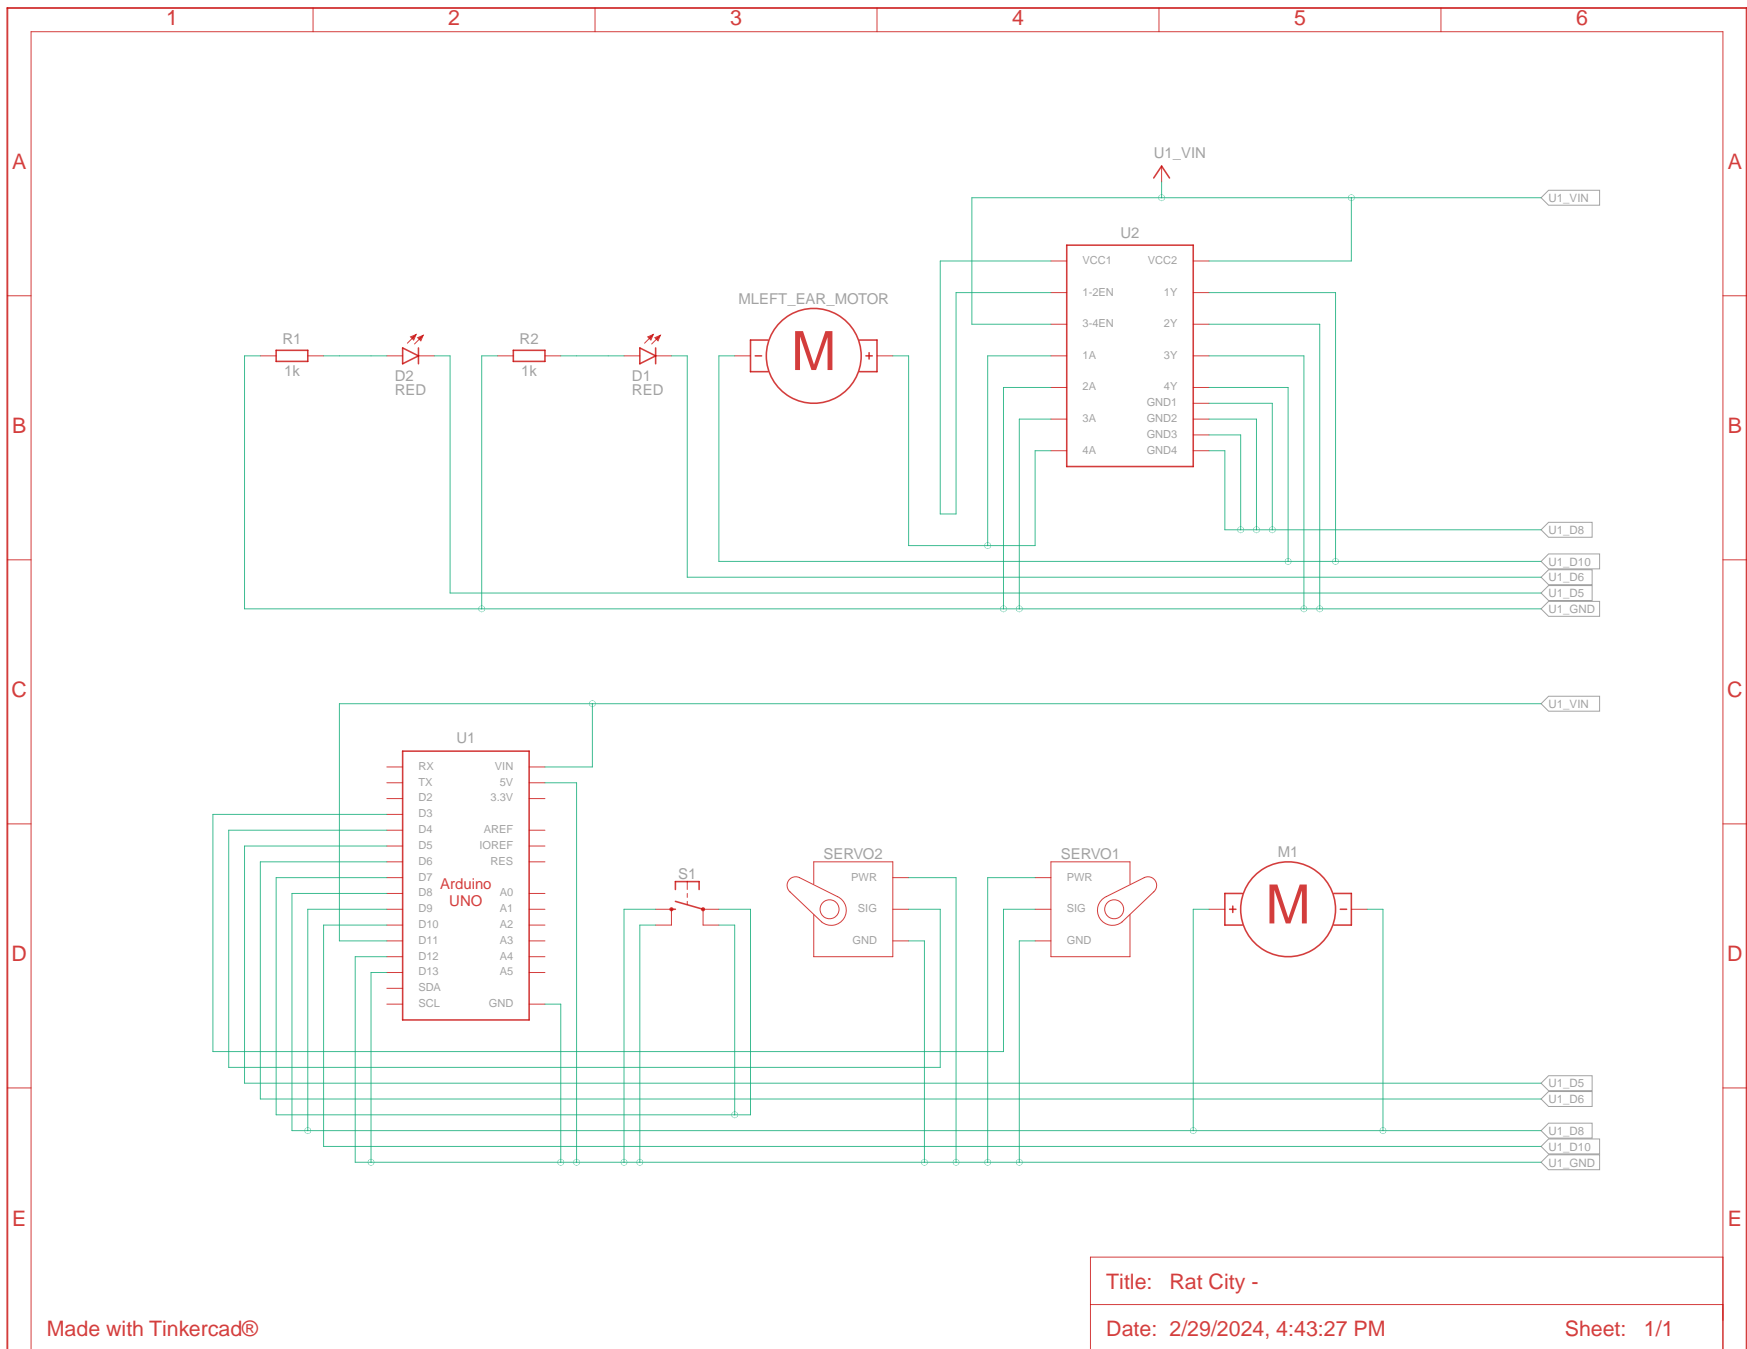 1 2 3 4 5 6
A A
U1_VIN
U1_VIN
U2
VCC1 VCC2
1-2EN 1Y
3-4EN 2Y
1A 3Y
2A 4Y
GND1
3A GND2
GND3
4A GND4
MLEFT_EAR_MOTOR
M
- +
R1
1k
D2
RED
R2
1k
D1
RED
B B
U1_D8
U1_D10
U1_D6
U1_D5
U1_GND
C C
U1_VIN
U1
RX VIN
TX 5V
D2 3.3V
D3
D4 AREF
D5 IOREF
D6 RES
D7
Arduino
UNO
D8 A0
D9 A1
D10 A2
D11 A3
D12 A4
D13 A5
SDA
SCL GND
S1
SERVO2
PWR
SIG
GND
SERVO1
PWR
SIG
GND
M1
M
+ -
D D
U1_D5
U1_D6
U1_D8
U1_D10
U1_GND
E E
Title: Rat City -
Made with Tinkercad®
Date: 2/29/2024, 4:43:27 PM Sheet: 1/1